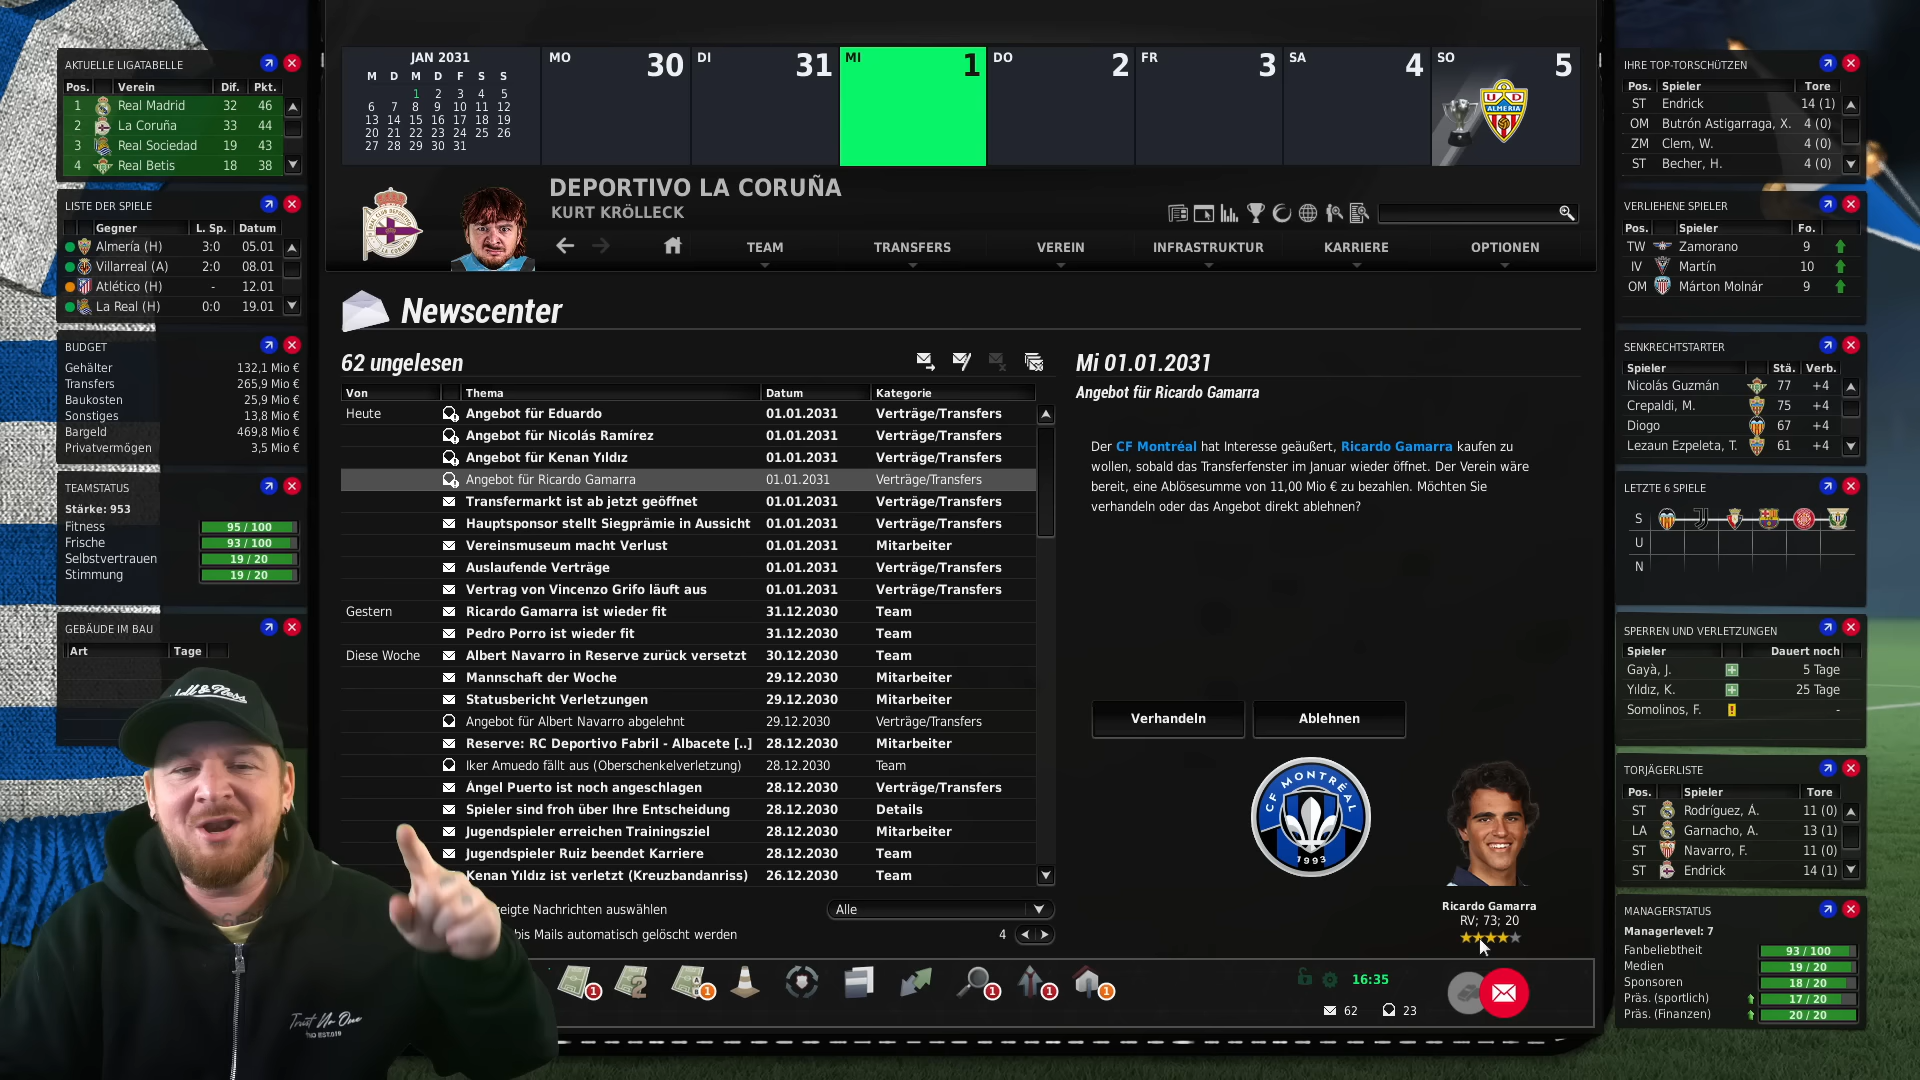 AKTUELLE LIGATABELLE
Pos. Verein Dif. Pkt.
1 Real Madrid 32 46
2 La Coruña 33 44
3 Real Sociedad 19 43
4 Real Betis 18 38
LISTE DER SPIELE
Gegner L. Sp. Datum
Almería (H) 3:0 05.01
Villarreal (A) 2:0 08.01
Atlético (H) - 12.01
La Real (H) 0:0 19.01
BUDGET
Gehälter 132,1 Mio €
Transfers 265,9 Mio €
Baukosten 25,9 Mio €
Sonstiges 13,8 Mio €
Bargeld 469,8 Mio €
Privatvermögen 3,5 Mio €
TEAMSTATUS
Stärke: 953
Fitness 95 / 100
Frische 93 / 100
Selbstvertrauen 19 / 20
Stimmung 19 / 20
GEBÄUDE IM BAU
Art Tage
JAN 2031
M D M D F S S
1 2 3 4 5
6 7 8 9 10 11 12
13 14 15 16 17 18 19
20 21 22 23 24 25 26
27 28 29 30 31
MO 30 DI 31 MI 1 DO 2 FR 3 SA 4 SO 5
DEPORTIVO LA CORUÑA
KURT KRÖLLECK
TEAM TRANSFERS VEREIN INFRASTRUKTUR KARRIERE OPTIONEN
Newscenter
62 ungelesen
Von Thema Datum Kategorie
Heute Angebot für Eduardo 01.01.2031 Verträge/Transfers
Angebot für Nicolás Ramírez 01.01.2031 Verträge/Transfers
Angebot für Kenan Yıldız 01.01.2031 Verträge/Transfers
Angebot für Ricardo Gamarra 01.01.2031 Verträge/Transfers
Transfermarkt ist ab jetzt geöffnet 01.01.2031 Verträge/Transfers
Hauptsponsor stellt Siegprämie in Aussicht 01.01.2031 Verträge/Transfers
Vereinsmuseum macht Verlust 01.01.2031 Mitarbeiter
Auslaufende Verträge 01.01.2031 Verträge/Transfers
Vertrag von Vincenzo Grifo läuft aus 01.01.2031 Verträge/Transfers
Gestern Ricardo Gamarra ist wieder fit 31.12.2030 Team
Pedro Porro ist wieder fit 31.12.2030 Team
Diese Woche Albert Navarro in Reserve zurück versetzt 30.12.2030 Team
Mannschaft der Woche 29.12.2030 Mitarbeiter
Statusbericht Verletzungen 29.12.2030 Mitarbeiter
Angebot für Albert Navarro abgelehnt 29.12.2030 Verträge/Transfers
Reserve: RC Deportivo Fabril - Albacete [..] 28.12.2030 Mitarbeiter
Iker Amuedo fällt aus (Oberschenkelverletzung) 28.12.2030 Team
Ángel Puerto ist noch angeschlagen 28.12.2030 Verträge/Transfers
Spieler sind froh über Ihre Entscheidung 28.12.2030 Details
Jugendspieler erreichen Trainingsziel 28.12.2030 Mitarbeiter
Jugendspieler Ruiz beendet Karriere 28.12.2030 Team
Kenan Yıldız ist verletzt (Kreuzbandanriss) 26.12.2030 Team
zeigte Nachrichten auswählen Alle
bis Mails automatisch gelöscht werden 4
Mi 01.01.2031
Angebot für Ricardo Gamarra
Der CF Montréal hat Interesse geäußert, Ricardo Gamarra kaufen zu
wollen, sobald das Transferfenster im Januar wieder öffnet. Der Verein wäre
bereit, eine Ablösesumme von 11,00 Mio € zu bezahlen. Möchten Sie
verhandeln oder das Angebot direkt ablehnen?
Verhandeln Ablehnen
CF MONTRÉAL
1993
Ricardo Gamarra
RV; 73; 20
1 2 1 1 1 1
16:35
62 23
IHRE TOP-TORSCHÜTZEN
Pos. Spieler Tore
ST Endrick 14 (1)
OM Butrón Astigarraga, X. 4 (0)
ZM Clem, W. 4 (0)
ST Becher, H. 4 (0)
VERLIEHENE SPIELER
Pos. Spieler Fo.
TW Zamorano 9
IV Martín 10
OM Márton Molnár 9
SENKRECHTSTARTER
Spieler Stä. Verb.
Nicolás Guzmán 77 +4
Crepaldi, M. 75 +4
Diogo 67 +4
Lezaun Ezpeleta, T. 61 +4
LETZTE 6 SPIELE
S
U
N
SPERREN UND VERLETZUNGEN
Spieler Dauert noch
Gayà, J. 5 Tage
Yıldız, K. 25 Tage
Somolinos, F. -
TORJÄGERLISTE
Pos. Spieler Tore
ST Rodríguez, Á. 11 (0)
LA Garnacho, A. 13 (1)
ST Navarro, F. 11 (0)
ST Endrick 14 (1)
MANAGERSTATUS
Managerlevel: 7
Fanbeliebtheit 93 / 100
Medien 19 / 20
Sponsoren 18 / 20
Präs. (sportlich) 17 / 20
Präs. (Finanzen) 20 / 20
Trust No One